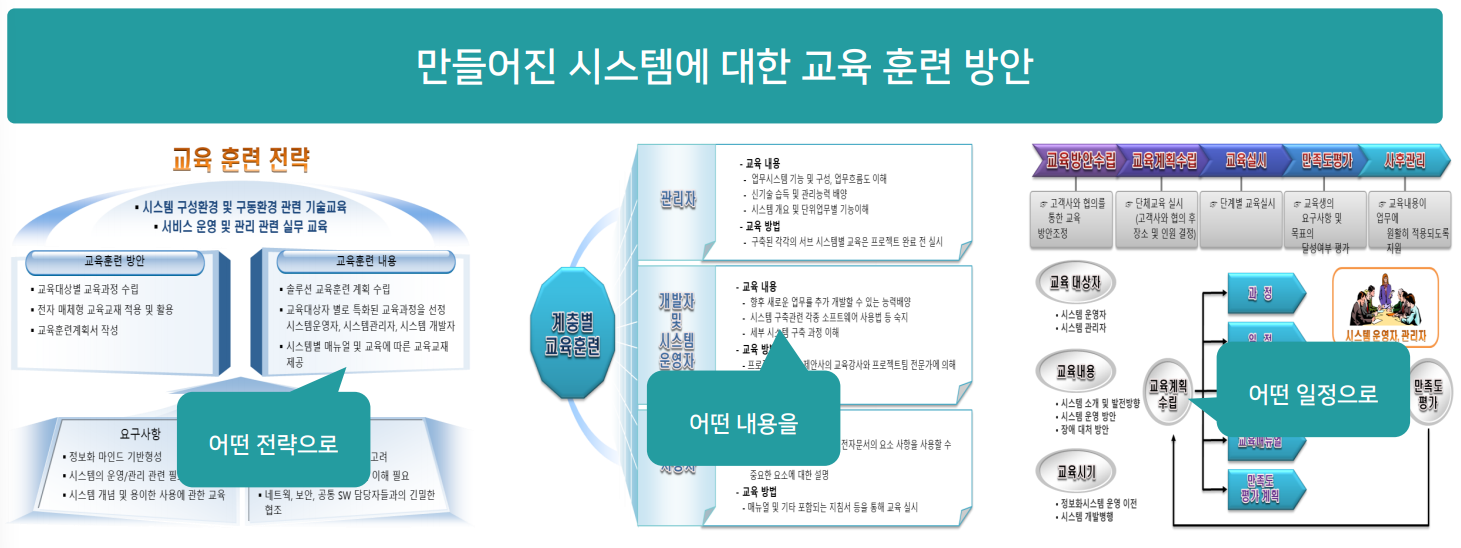 만들어진 시스템에 대한 교육 훈련 방안
교육 훈련 전략
▪ 시스템 구성환경 및 구동환경 관련 기술교육
▪ 서비스 운영 및 관리 관련 실무 교육
교육훈련 방안
▪ 교육대상별 교육과정 수립
▪ 전자 매체형 교육교재 적용 및 활용
▪ 교육훈련계획서 작성
교육훈련 내용
▪ 솔루션 교육훈련 계획 수립
▪ 교육대상자 별로 특화된 교육과정을 선정
시스템운영자, 시스템관리자, 시스템 개발자
▪ 시스템별 매뉴얼 및 교육에 따른 교육교재
제공
요구사항
▪ 정보화 마인드 기반형성
▪ 시스템의 운영/관리 관련
▪ 시스템 개념 및 용이한 사용에 관한 교육
고려
이해 필요
▪ 네트웍, 보안, 공통 SW 담당자들과의 긴밀한
협조
어떤 전략으로
계층별
교육훈련
관리자
- 교육 내용
- 업무시스템 기능 및 구성, 업무흐름도 이해
- 신기술 습득 및 관리능력 배양
- 시스템 개요 및 단위업무별 기능이해
- 교육 방법
- 구축된 각각의 서브 시스템별 교육은 프로젝트 완료 전 실시
개발자
및
시스템
운영자
- 교육 내용
- 향후 새로운 업무를 추가 개발할 수 있는 능력배양
- 시스템 구축관련 각종 소프트웨어 사용법 등 숙지
- 세부 시스템 구축 과정 이해
- 교육
제안사의 교육강사와 프로젝트팀 전문가에 의해
어떤 내용을
전자문서의 요소 사항을 사용할 수
중요한 요소에 대한 설명
- 교육 방법
- 매뉴얼 및 기타 포함되는 지침서 등을 통해 교육 실시
교육방안수립
교육계획수립
교육실시
만족도평가
사후관리
☞ 고객사와 협의를
통한 교육
방안조정
☞ 단체교육 실시
(고객사와 협의 후
장소 및 인원 결정)
☞ 단계별 교육실시
☞ 교육생의
요구사항 및
목표의
달성여부 평가
☞ 교육내용이
업무에
원활히 적용되도록
지원
교육 대상자
▪ 시스템 운영자
▪ 시스템 관리자
교육내용
▪ 시스템 소개 및 발전방향
▪ 시스템 운영 방안
▪ 장애 대처 방안
교육시기
▪ 정보화시스템 운영 이전
▪ 시스템 개발병행
교육계획
수립
과 정
일 정
교육매뉴얼
만족도
평가계획
시스템 운영자, 관리자
어떤 일정으로
만족도
평가